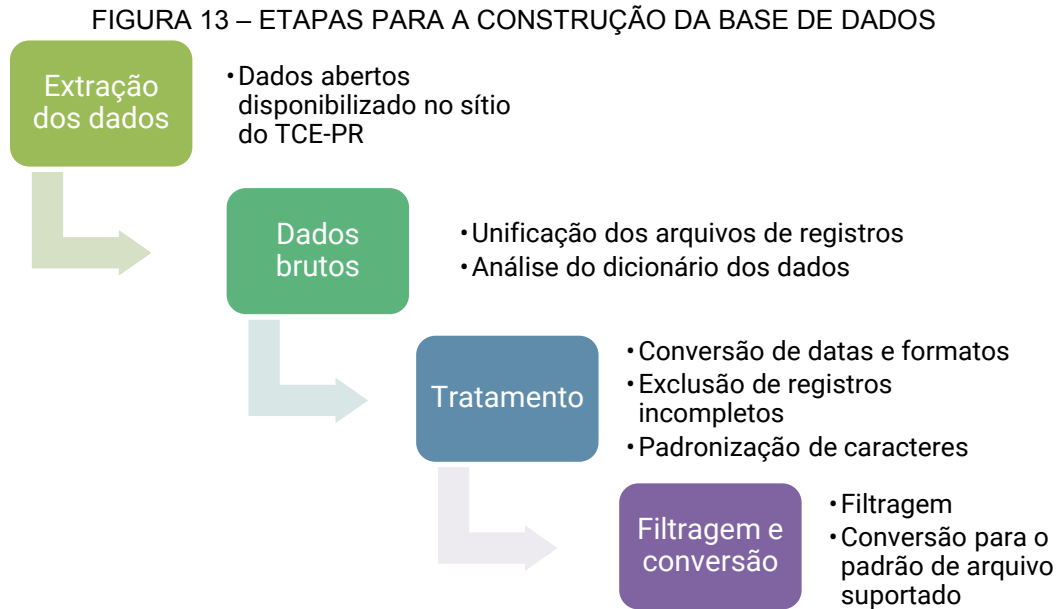 FIGURA 13 – ETAPAS PARA A CONSTRUÇÃO DA BASE DE DADOS
Extração
dos dados
•Dados abertos
disponibilizado no sítio
do TCE-PR
Dados
brutos
•Unificação dos arquivos de registros
•Análise do dicionário dos dados
Tratamento
•Conversão de datas e formatos
•Exclusão de registros
incompletos
•Padronização de caracteres
Filtragem e
conversão
•Filtragem
•Conversão para o
padrão de arquivo
suportado